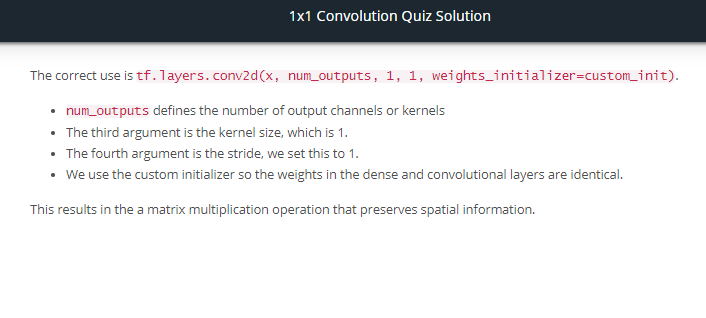 1x1 Convolution Quiz Solution
The correct use is tf.layers.conv2d(x, num_outputs, 1, 1, weights_initializer=custom_init).
• num_outputs defines the number of output channels or kernels
• The third argument is the kernel size, which is 1.
• The fourth argument is the stride, we set this to 1.
• We use the custom initializer so the weights in the dense and convolutional layers are identical.
This results in the a matrix multiplication operation that preserves spatial information.